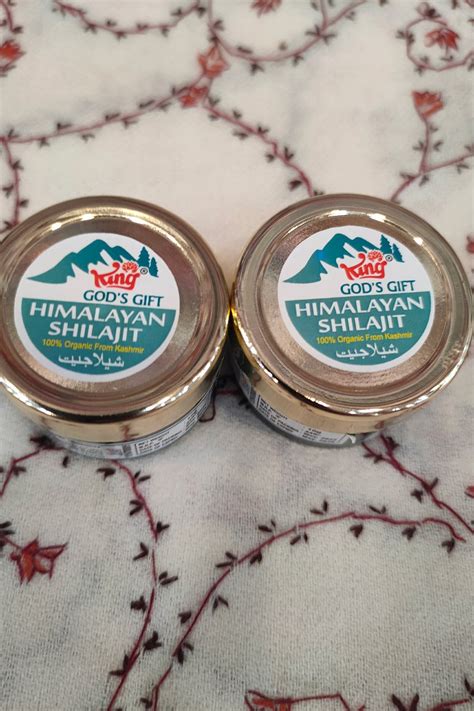 King®
GOD'S GIFT
HIMALAYAN
SHILAJIT
100% Organic From Kashmir
شیلاجیت
King®
GOD'S GIFT
HIMALAYAN
SHILAJIT
100% Organic From Kashmir
شیلاجیت